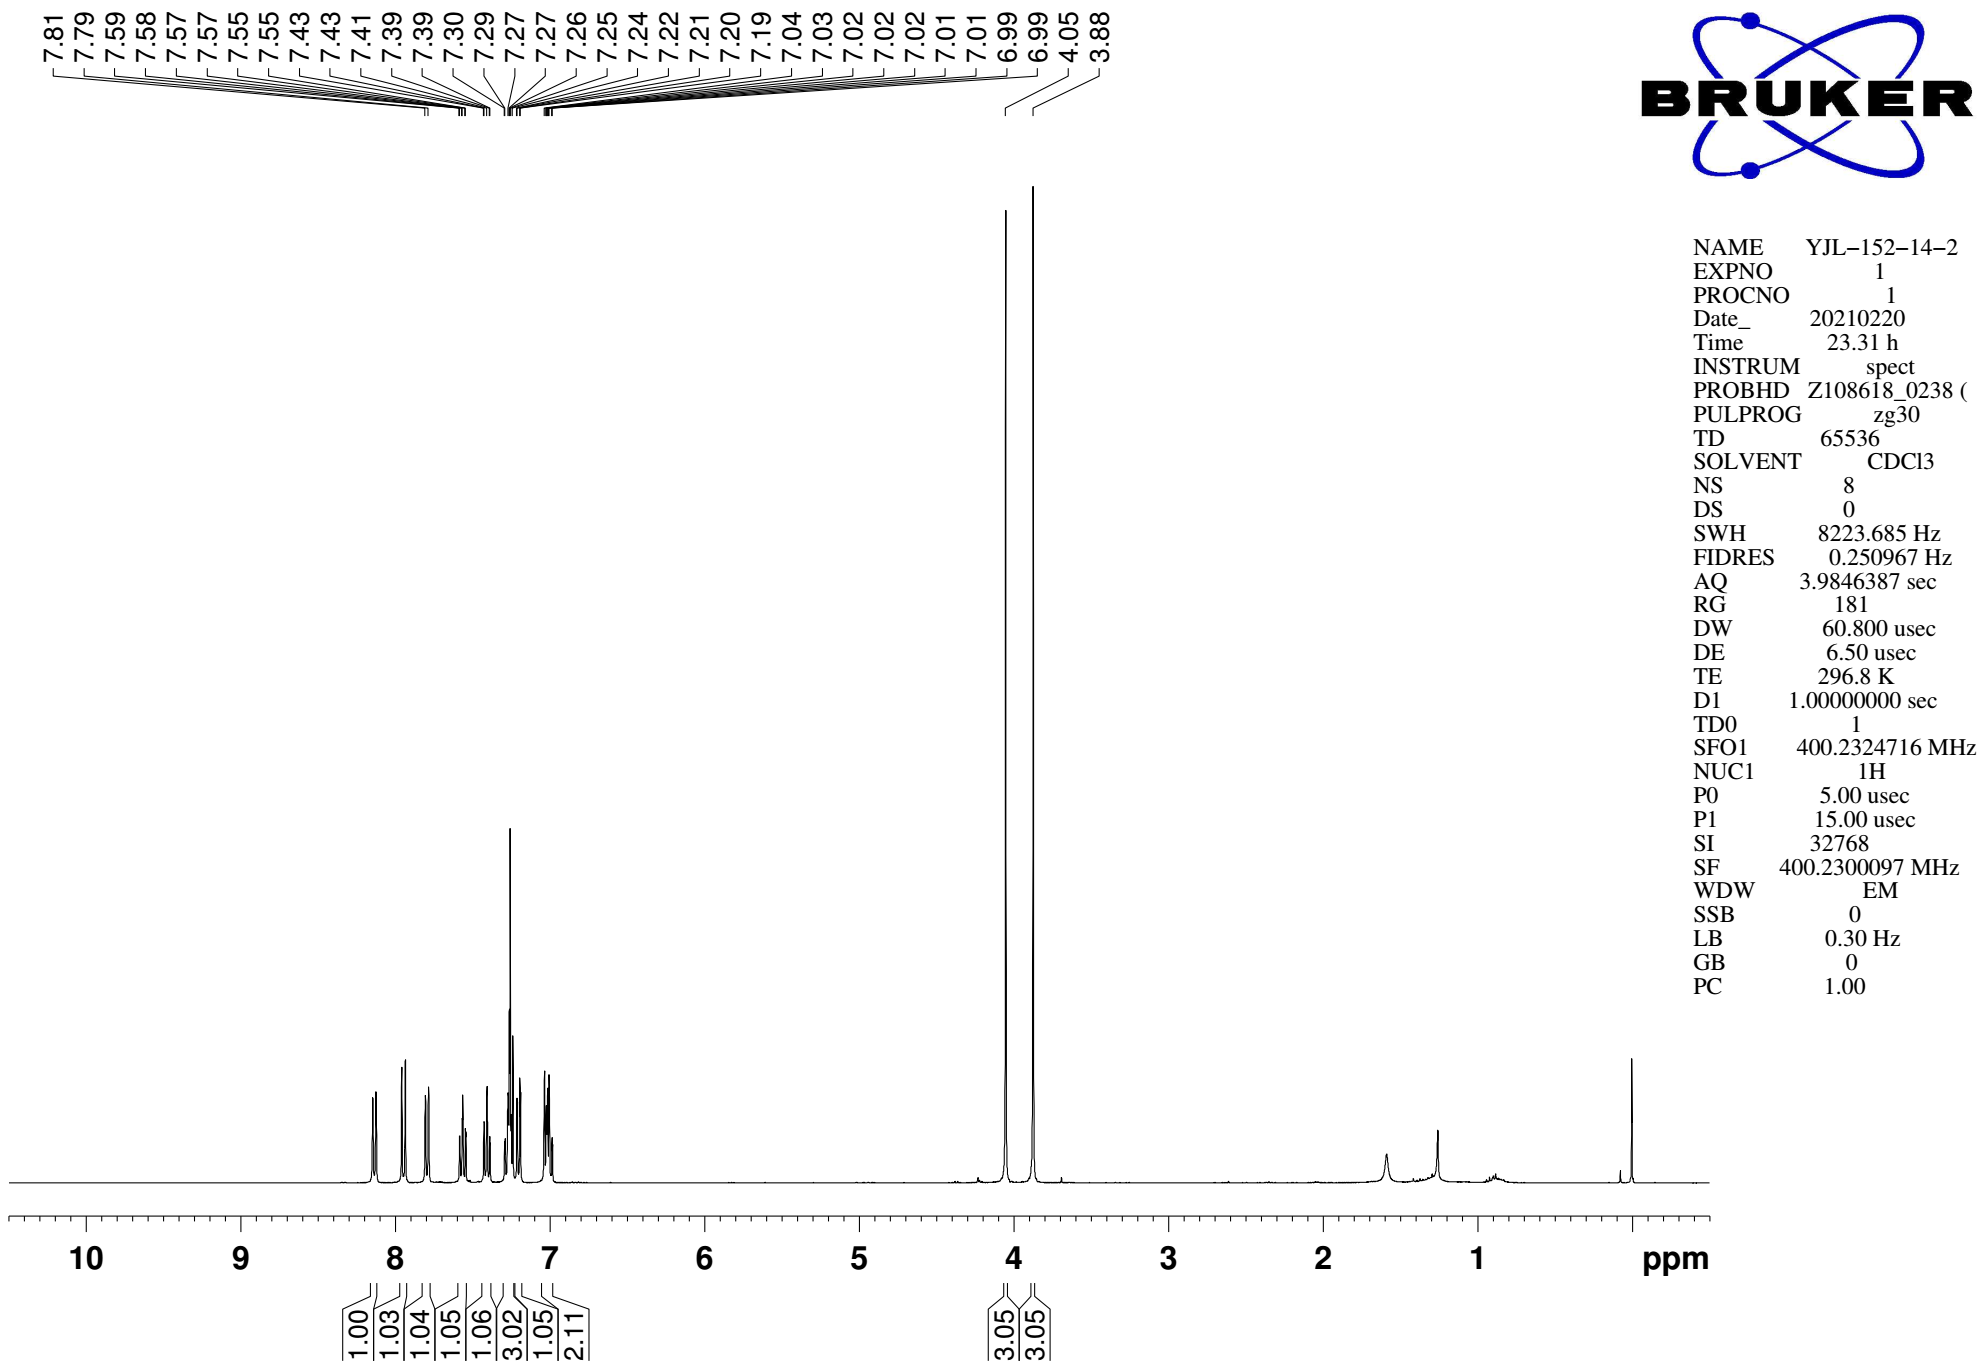 7.81
7.79
7.59
7.58
7.57
7.57
7.55
7.55
7.43
7.43
7.41
7.39
7.39
7.30
7.29
7.27
7.27
7.26
7.25
7.24
7.22
7.21
7.20
7.19
7.04
7.03
7.02
7.02
7.02
7.01
7.01
6.99
6.99
4.05
3.88
BRUKER
NAME YJL-152-14-2
EXPNO 1
PROCNO 1
Date_ 20210220
Time 23.31 h
INSTRUM spect
PROBHD Z108618_0238 (
PULPROG zg30
TD 65536
SOLVENT CDCl3
NS 8
DS 0
SWH 8223.685 Hz
FIDRES 0.250967 Hz
AQ 3.9846387 sec
RG 181
DW 60.800 usec
DE 6.50 usec
TE 296.8 K
D1 1.00000000 sec
TD0 1
SFO1 400.2324716 MHz
NUC1 1H
P0 5.00 usec
P1 15.00 usec
SI 32768
SF 400.2300097 MHz
WDW EM
SSB 0
LB 0.30 Hz
GB 0
PC 1.00
10 9 8 7 6 5 4 3 2 1 ppm
1.00
1.03
1.04
1.05
1.06
3.02
1.05
2.11
3.05
3.05